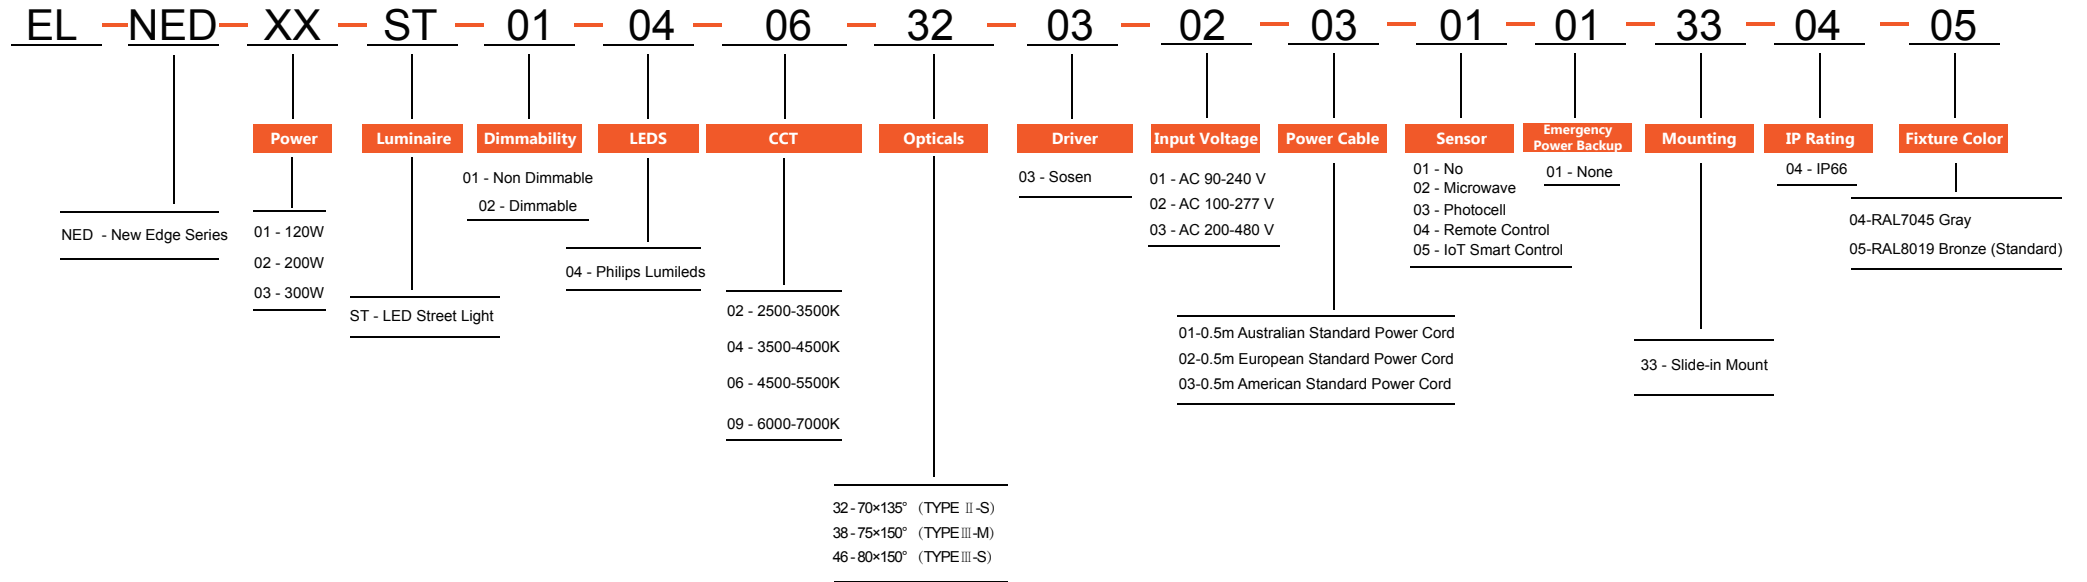 EL — NED — XX — ST — 01 — 04 — 06 — 32 — 03 — 02 — 03 — 01 — 01 — 33 — 04 — 05
NED - New Edge Series
Power
01 - 120W
02 - 200W
03 - 300W
Luminaire
ST - LED Street Light
Dimmability
01 - Non Dimmable
02 - Dimmable
LEDS
04 - Philips Lumileds
CCT
02 - 2500-3500K
04 - 3500-4500K
06 - 4500-5500K
09 - 6000-7000K
Opticals
32-70×135° (TYPE Ⅱ-S)
38-75×150° (TYPE Ⅲ-M)
46-80×150° (TYPE Ⅲ-S)
Driver
03 - Sosen
Input Voltage
01 - AC 90-240 V
02 - AC 100-277 V
03 - AC 200-480 V
Power Cable
01-0.5m Australian Standard Power Cord
02-0.5m European Standard Power Cord
03-0.5m American Standard Power Cord
Sensor
01 - No
02 - Microwave
03 - Photocell
04 - Remote Control
05 - IoT Smart Control
Emergency
Power Backup
01 - None
Mounting
33 - Slide-in Mount
IP Rating
04 - IP66
Fixture Color
04-RAL7045 Gray
05-RAL8019 Bronze (Standard)